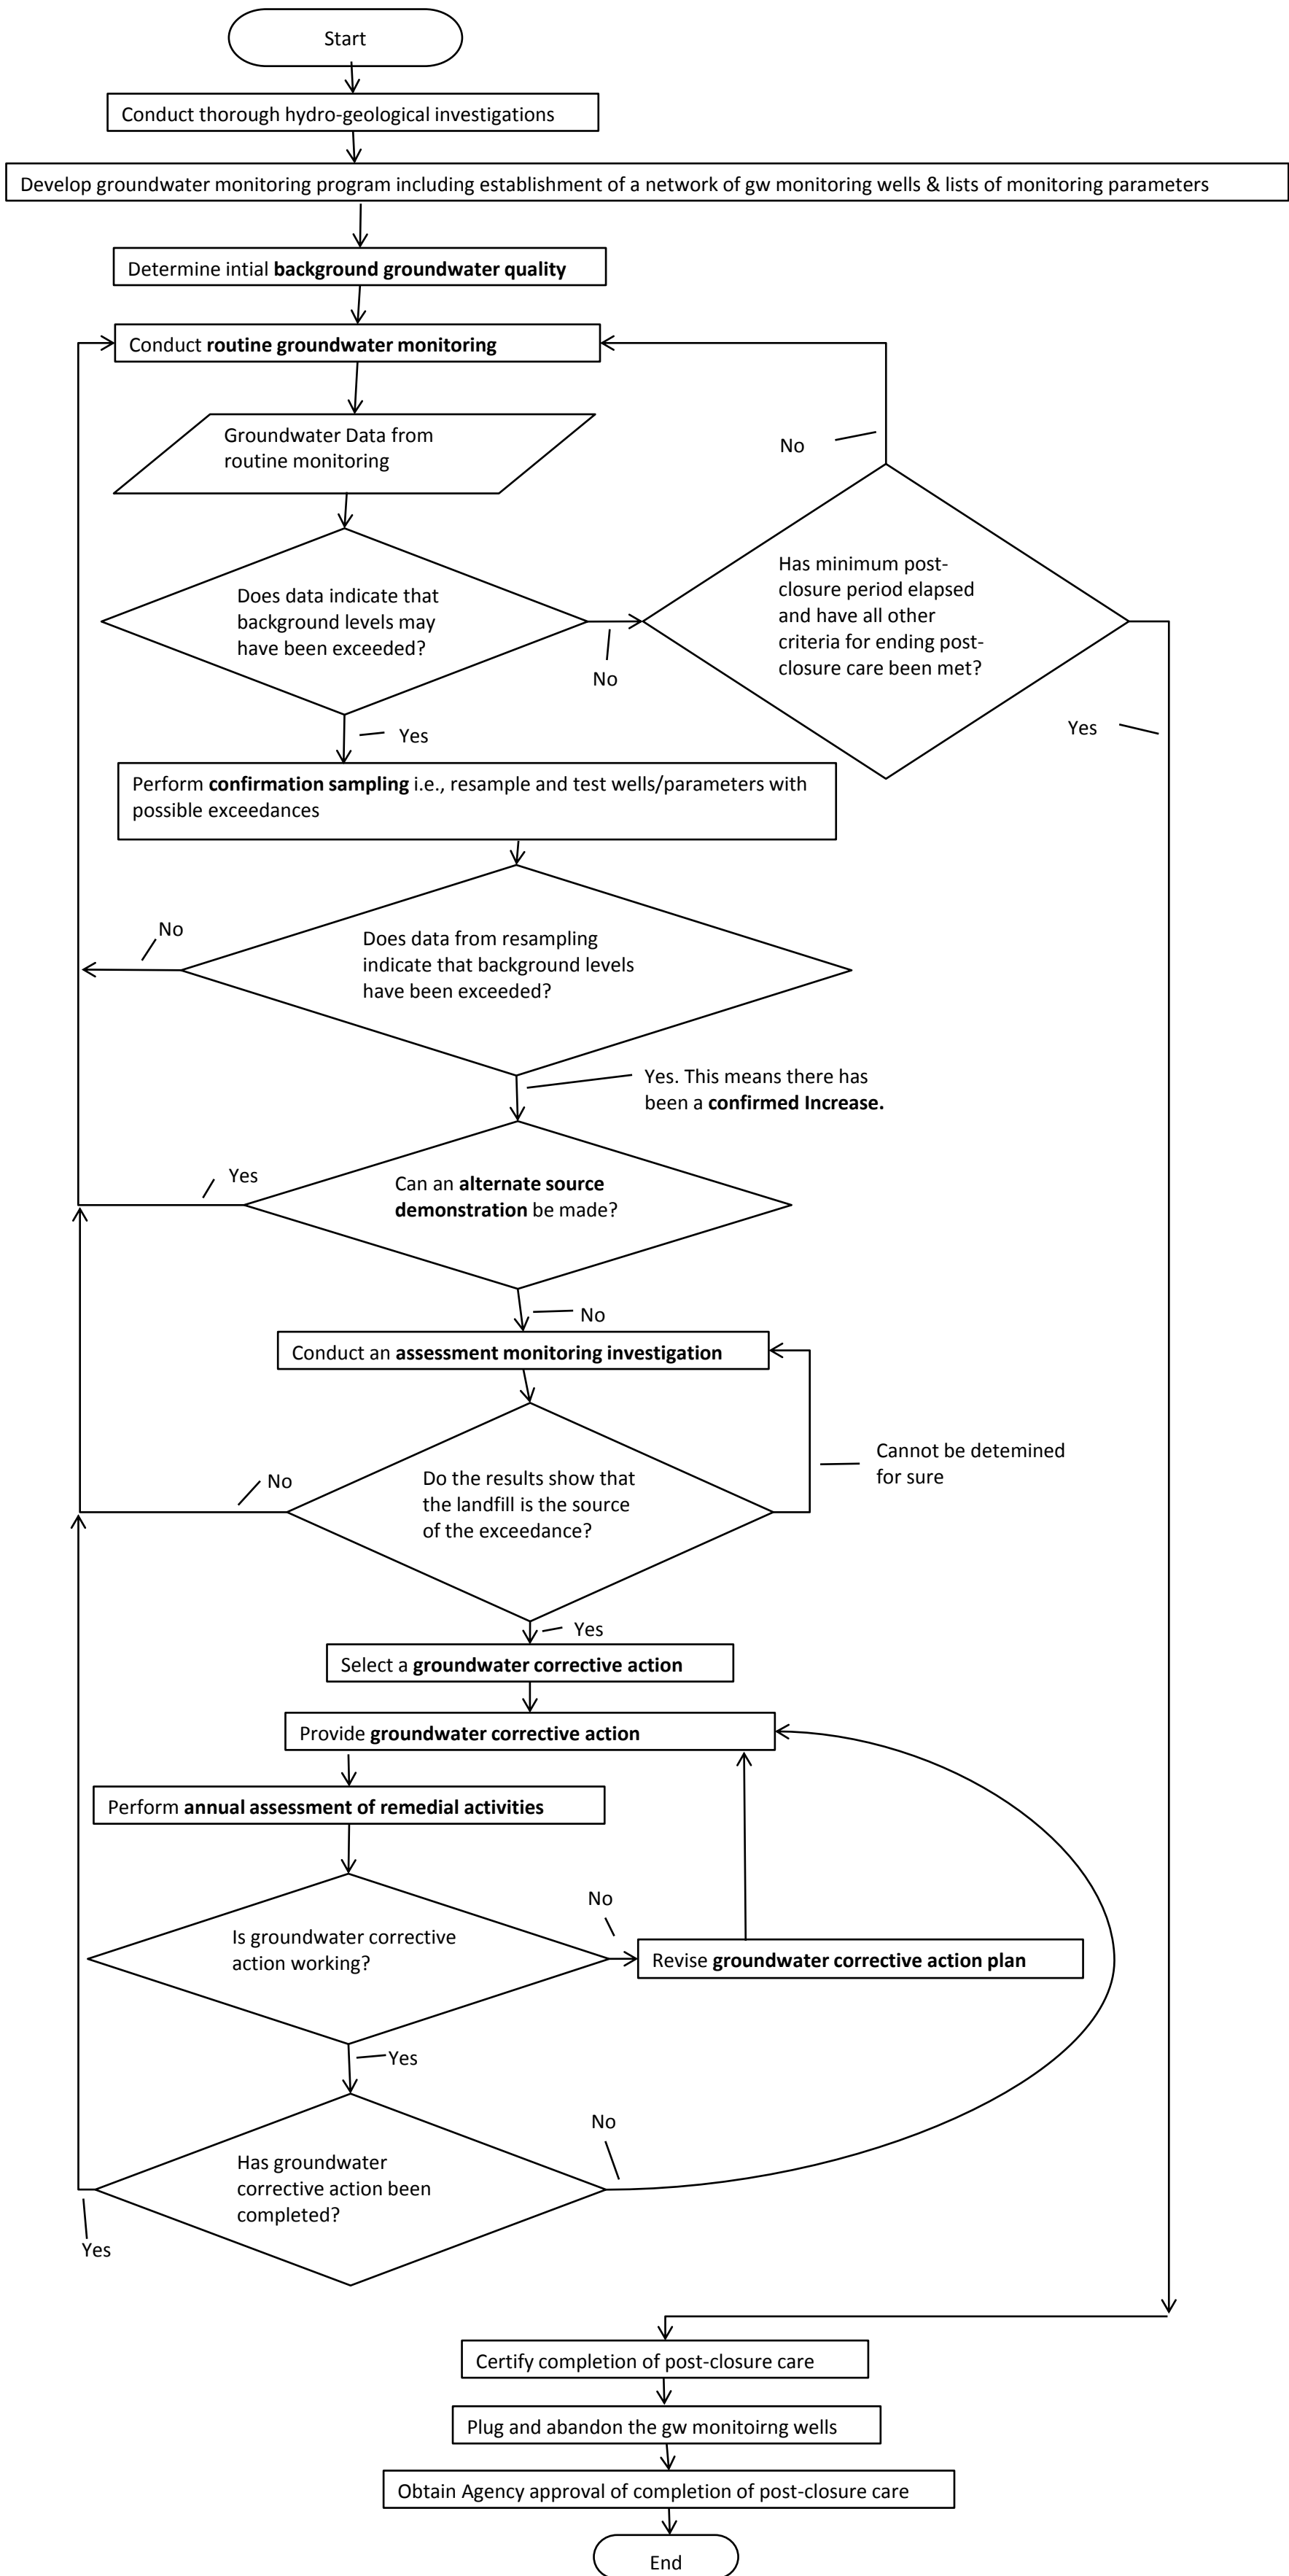 Start
Conduct thorough hydro-geological investigations
Develop groundwater monitoring program including establishment of a network of gw monitoring wells & lists of monitoring parameters
Determine intial background groundwater quality
Conduct routine groundwater monitoring
Groundwater Data from
routine monitoring
No
Does data indicate that
background levels may
have been exceeded?
No
Has minimum post-
closure period elapsed
and have all other
criteria for ending post-
closure care been met?
Yes
Yes
Perform confirmation sampling i.e., resample and test wells/parameters with
possible exceedances
No
Does data from resampling
indicate that background levels
have been exceeded?
Yes. This means there has
been a confirmed Increase.
Yes
Can an alternate source
demonstration be made?
No
Conduct an assessment monitoring investigation
Cannot be detemined
for sure
No
Do the results show that
the landfill is the source
of the exceedance?
Yes
Select a groundwater corrective action
Provide groundwater corrective action
Perform annual assessment of remedial activities
No
Is groundwater corrective
action working?
Revise groundwater corrective action plan
Yes
No
Has groundwater
corrective action been
completed?
Yes
Certify completion of post-closure care
Plug and abandon the gw monitoirng wells
Obtain Agency approval of completion of post-closure care
End